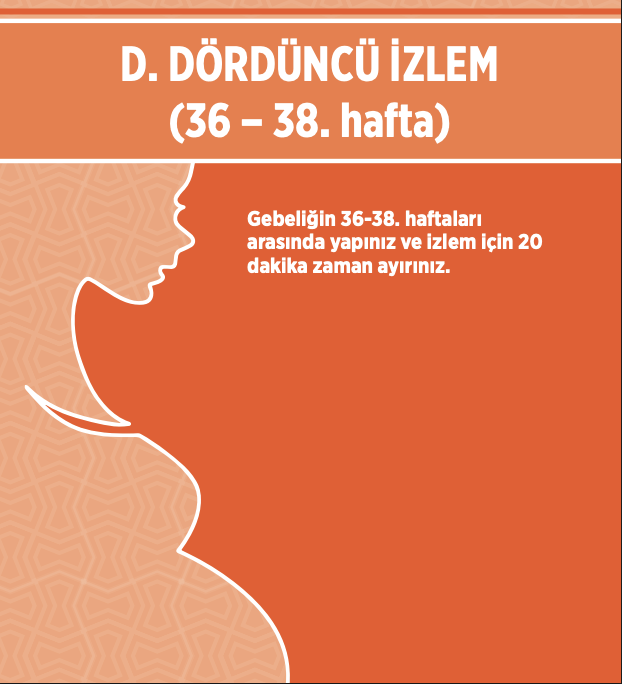 D. DÖRDÜNCÜ İZLEM
(36 – 38. hafta)
Gebeliğin 36-38. haftaları
arasında yapınız ve izlem için 20
dakika zaman ayırınız.